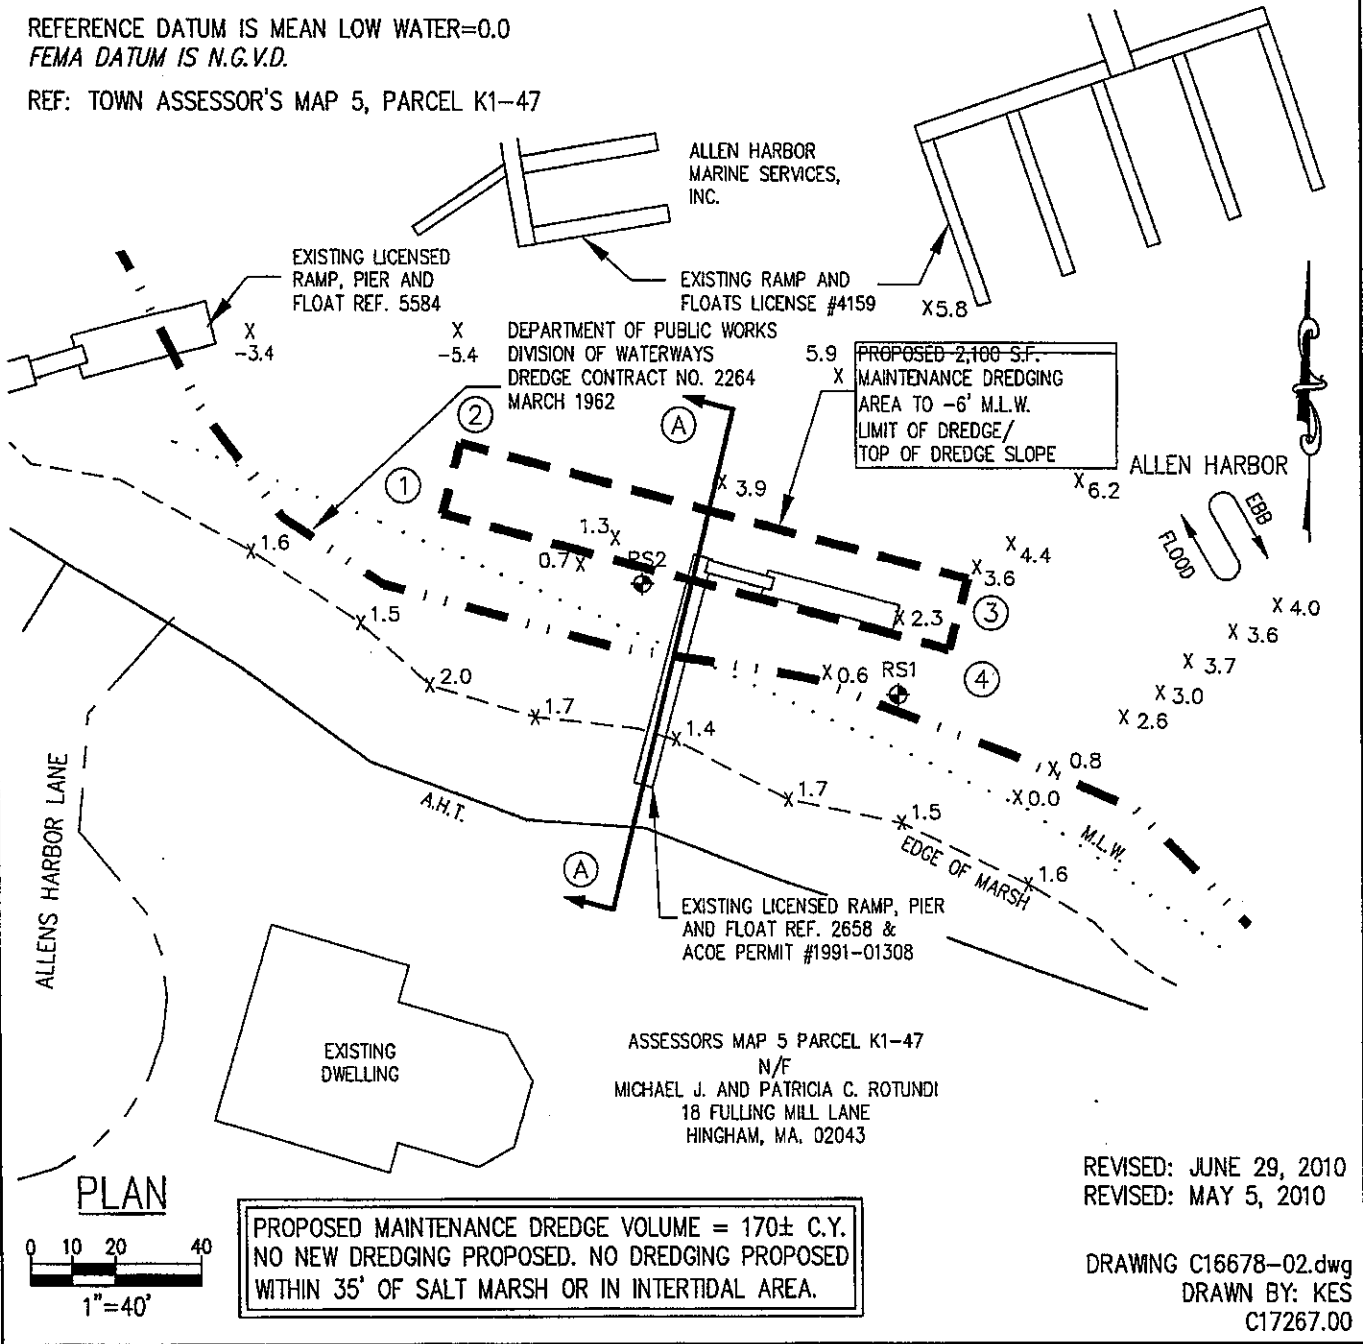 REFERENCE DATUM IS MEAN LOW WATER=0.0
FEMA DATUM IS N.G.V.D.
REF: TOWN ASSESSOR'S MAP 5, PARCEL K1-47
ALLEN HARBOR
MARINE SERVICES,
INC.
EXISTING LICENSED
RAMP, PIER AND
FLOAT REF. 5584
EXISTING RAMP AND
FLOATS LICENSE #4159
X5.8
X
-3.4
X
-5.4
DEPARTMENT OF PUBLIC WORKS
DIVISION OF WATERWAYS
DREDGE CONTRACT NO. 2264
MARCH 1962
5.9
X
PROPOSED 2,100 S.F.
MAINTENANCE DREDGING
AREA TO -6' M.L.W.
LIMIT OF DREDGE/
TOP OF DREDGE SLOPE
A
2
1
X 3.9
X6.2
ALLEN HARBOR
EBB
FLOOD
1.3 X
0.7 X
RS2
X 4.4
X 3.6
X 2.3
3
4
X 4.0
X 3.6
X 3.7
X 3.0
X 2.6
X 1.6
X 1.5
X 2.0
X 1.7
X 1.4
X 0.6
RS1
X 0.8
X 0.0
X 1.7
X 1.5
X 1.6
M.L.W.
EDGE OF MARSH
A.H.T.
ALLENS HARBOR LANE
A
EXISTING LICENSED RAMP, PIER
AND FLOAT REF. 2658 &
ACOE PERMIT #1991-01308
EXISTING
DWELLING
ASSESSORS MAP 5 PARCEL K1-47
N/F
MICHAEL J. AND PATRICIA C. ROTUNDI
18 FULLING MILL LANE
HINGHAM, MA. 02043
REVISED: JUNE 29, 2010
REVISED: MAY 5, 2010
PLAN
0 10 20 40
1"=40'
PROPOSED MAINTENANCE DREDGE VOLUME = 170± C.Y.
NO NEW DREDGING PROPOSED. NO DREDGING PROPOSED
WITHIN 35' OF SALT MARSH OR IN INTERTIDAL AREA.
DRAWING C16678-02.dwg
DRAWN BY: KES
C17267.00